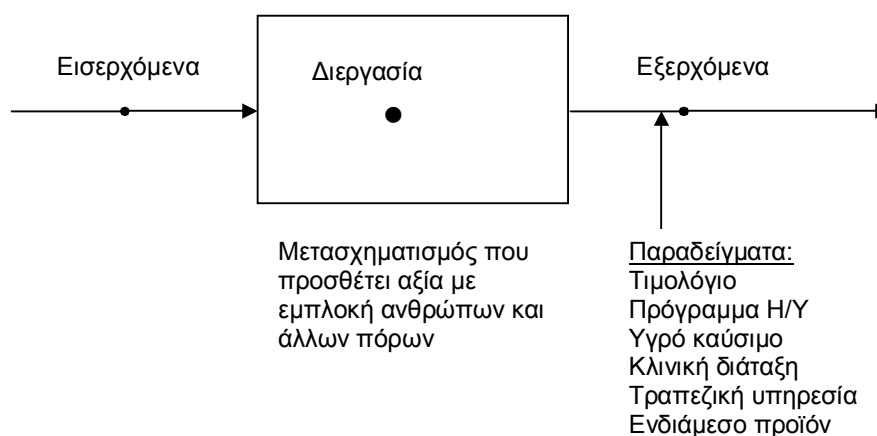 Εισερχόμενα
Διεργασία
Εξερχόμενα
Μετασχηματισμός που
προσθέτει αξία με
εμπλοκή ανθρώπων και
άλλων πόρων
Παραδείγματα:
Τιμολόγιο
Πρόγραμμα Η/Υ
Υγρό καύσιμο
Κλινική διάταξη
Τραπεζική υπηρεσία
Ενδιάμεσο προϊόν